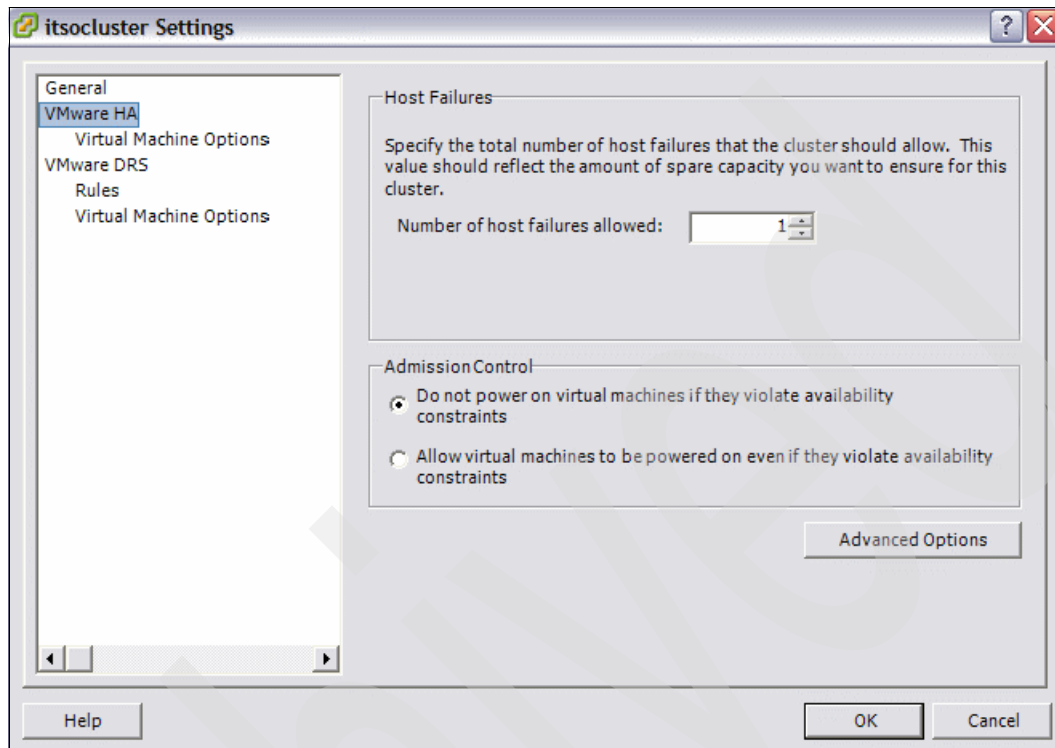 itsocluster Settings
General
VMware HA
Virtual Machine Options
VMware DRS
Rules
Virtual Machine Options
Host Failures
Specify the total number of host failures that the cluster should allow. This
value should reflect the amount of spare capacity you want to ensure for this
cluster.
Number of host failures allowed: 1
Admission Control
Do not power on virtual machines if they violate availability
constraints
Allow virtual machines to be powered on even if they violate availability
constraints
Advanced Options
Help
OK
Cancel